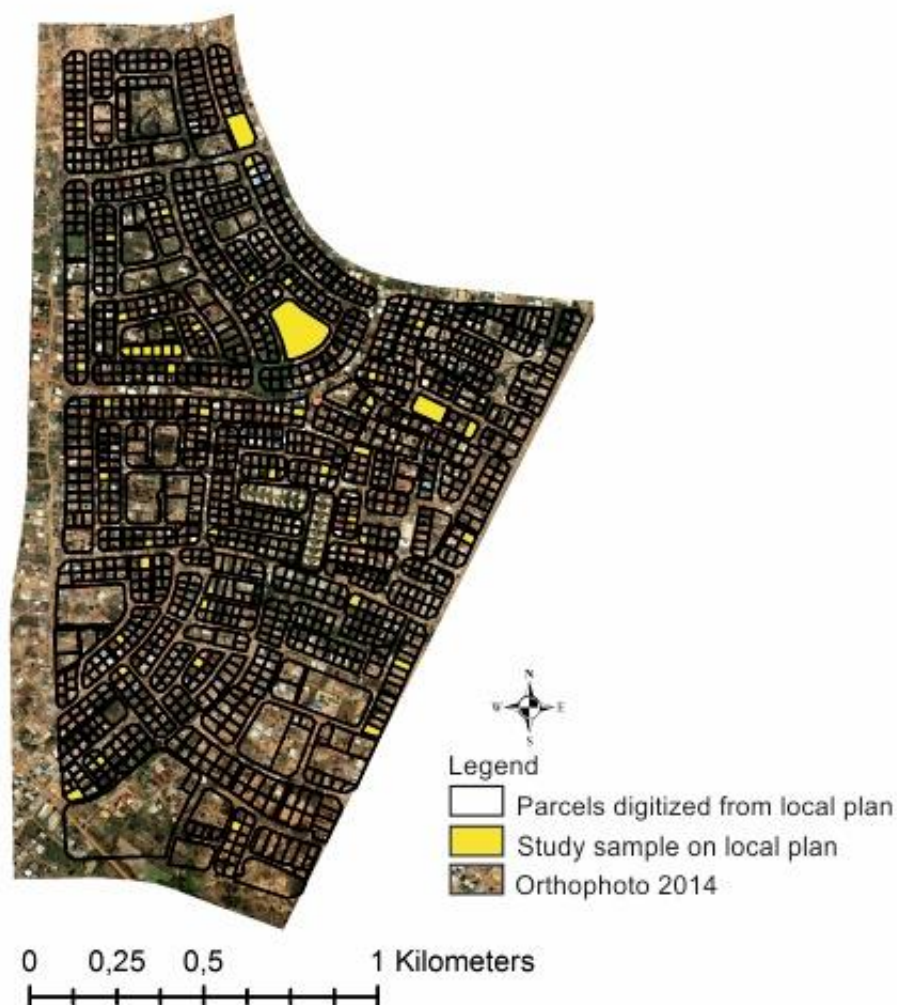 N
W E
S
Legend
Parcels digitized from local plan
Study sample on local plan
Orthophoto 2014
0 0,25 0,5 1 Kilometers